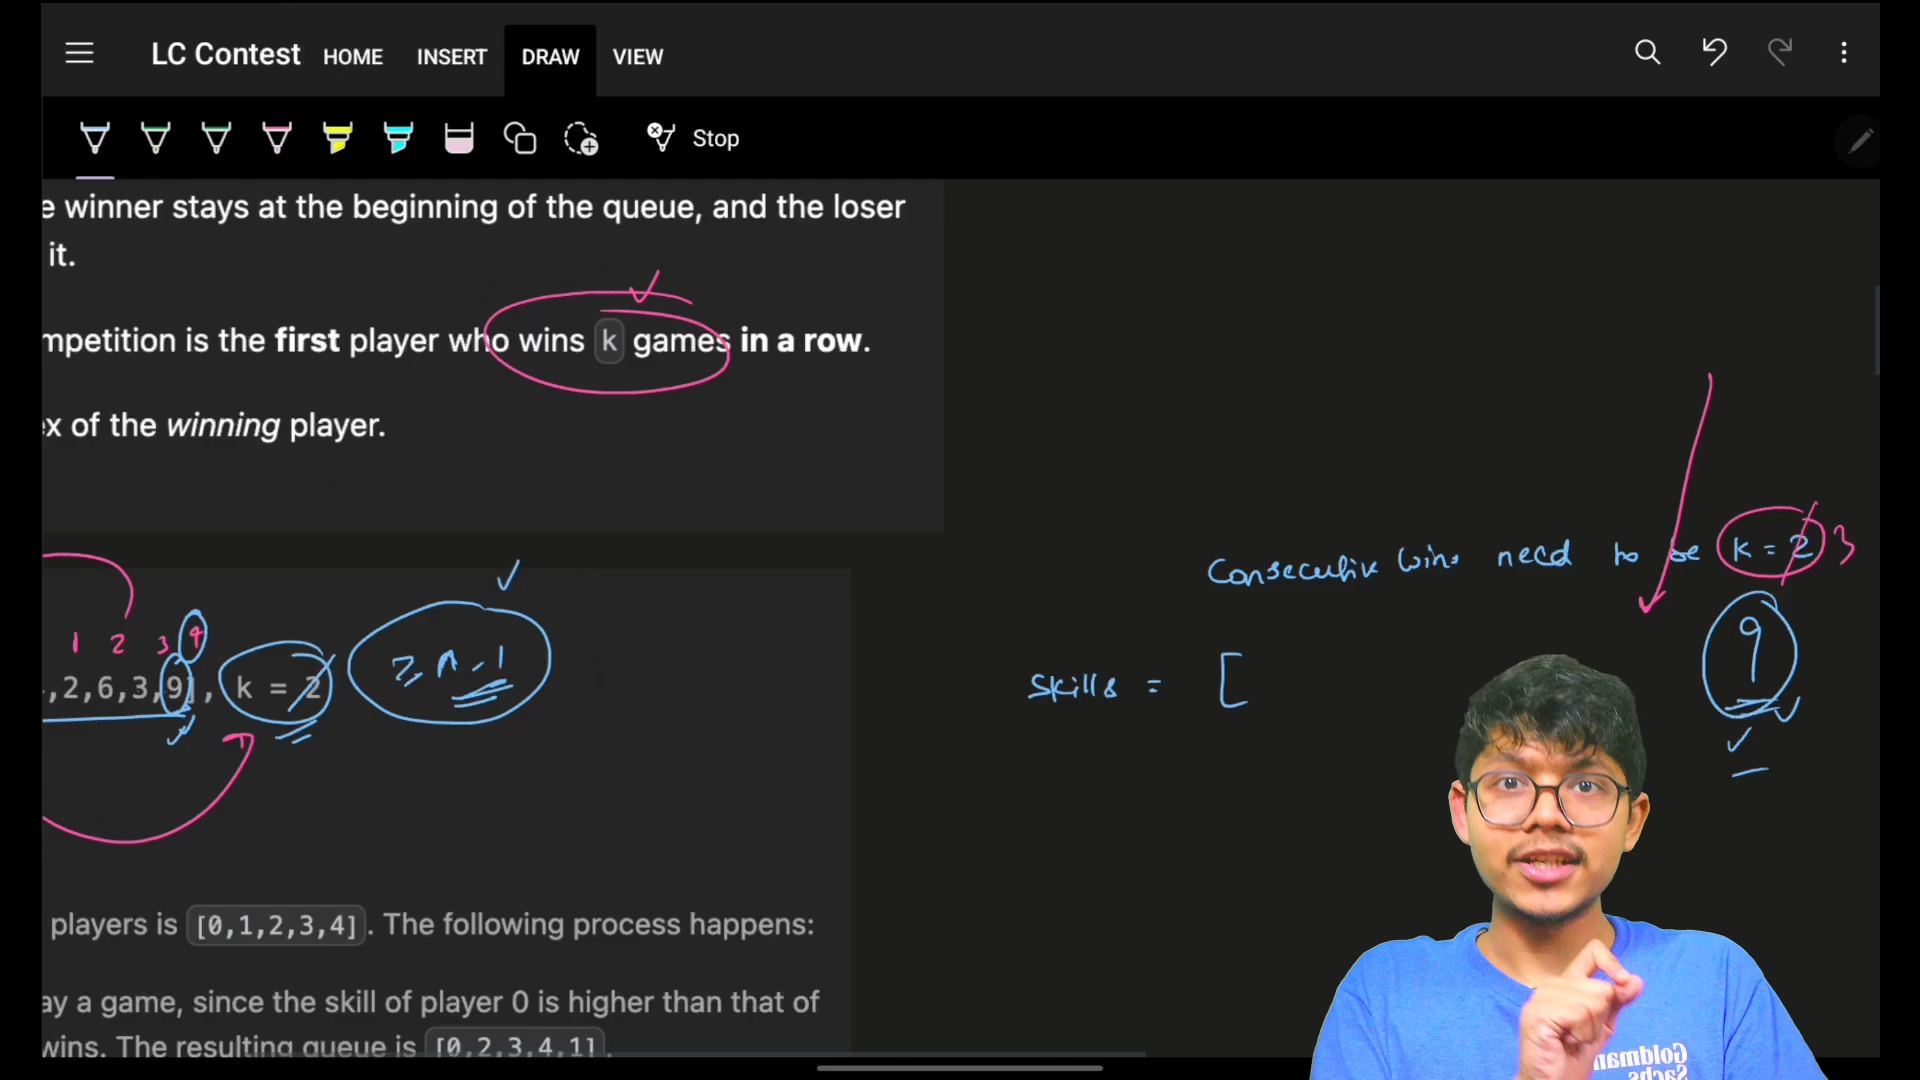 LC Contest HOME INSERT DRAW VIEW
Stop
e winner stays at the beginning of the queue, and the loser
it.
mpetition is the first player who wins k games in a row.
ex of the winning player.
Consecutive wins need to be k = 2 3
1 2 3 4
,2,6,3,9], k = 2
≥ n - 1
9
Skills = [
players is [0,1,2,3,4]. The following process happens:
ay a game, since the skill of player 0 is higher than that of
wins. The resulting queue is [0,2,3,4,1].
Goldman
Sachs